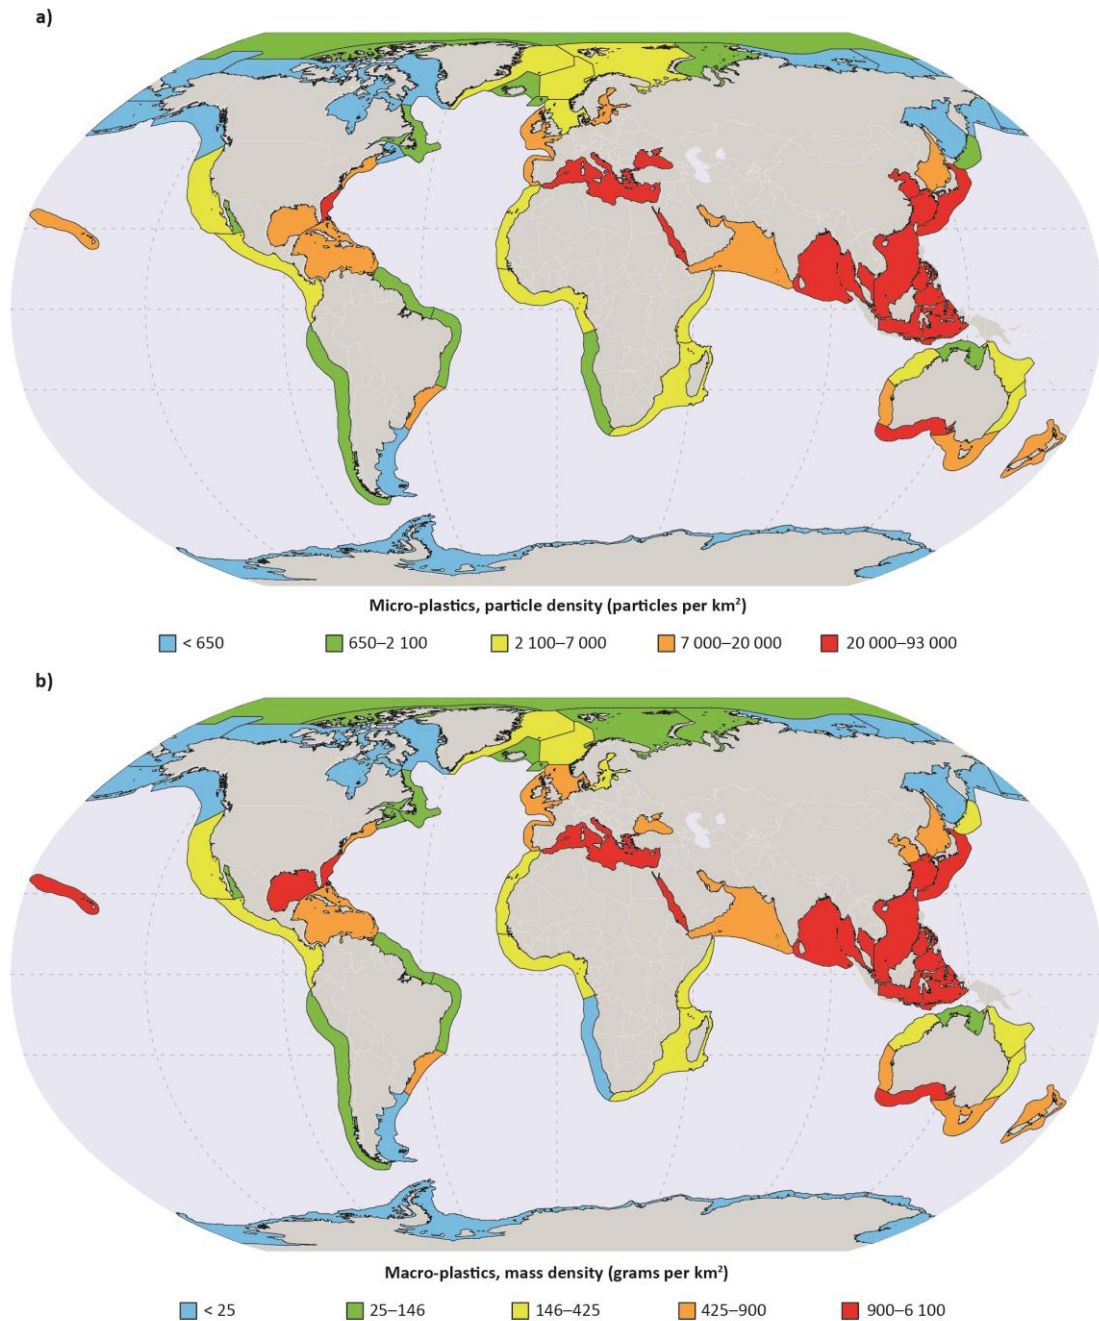 a)
Micro-plastics, particle density (particles per km²)
< 650 650–2 100 2 100–7 000 7 000–20 000 20 000–93 000
b)
Macro-plastics, mass density (grams per km²)
< 25 25–146 146–425 425–900 900–6 100